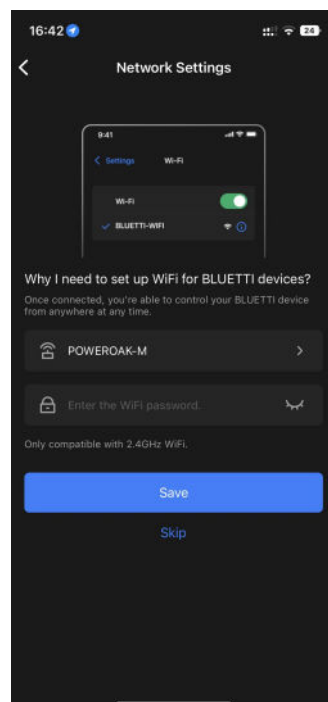 16:42
24
Network Settings
9:41
Settings
Wi-Fi
Wi-Fi
BLUETTI-WIFI
Why I need to set up WiFi for BLUETTI devices?
Once connected, you're able to control your BLUETTI device
from anywhere at any time.
POWEROAK-M
Enter the WiFi password.
Only compatible with 2.4GHz WiFi.
Save
Skip